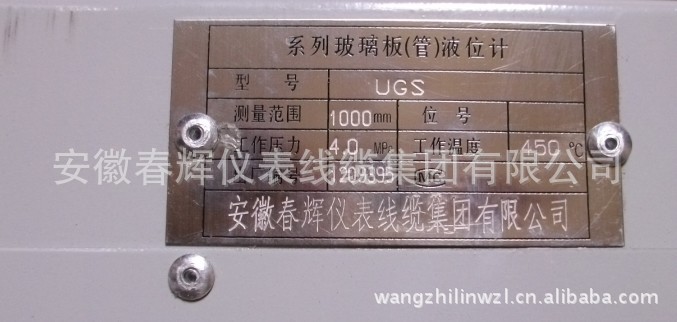 系列玻璃板(管)液位计
型 号 UGS
测量范围 1000mm 位 号
工作压力 4.0 MPa 工作温度 450 ℃
安徽春辉仪表线缆集团有限公司
号 MC
安徽春辉仪表线缆集团有限公司
wangzhilinwzl.cn.alibaba.com